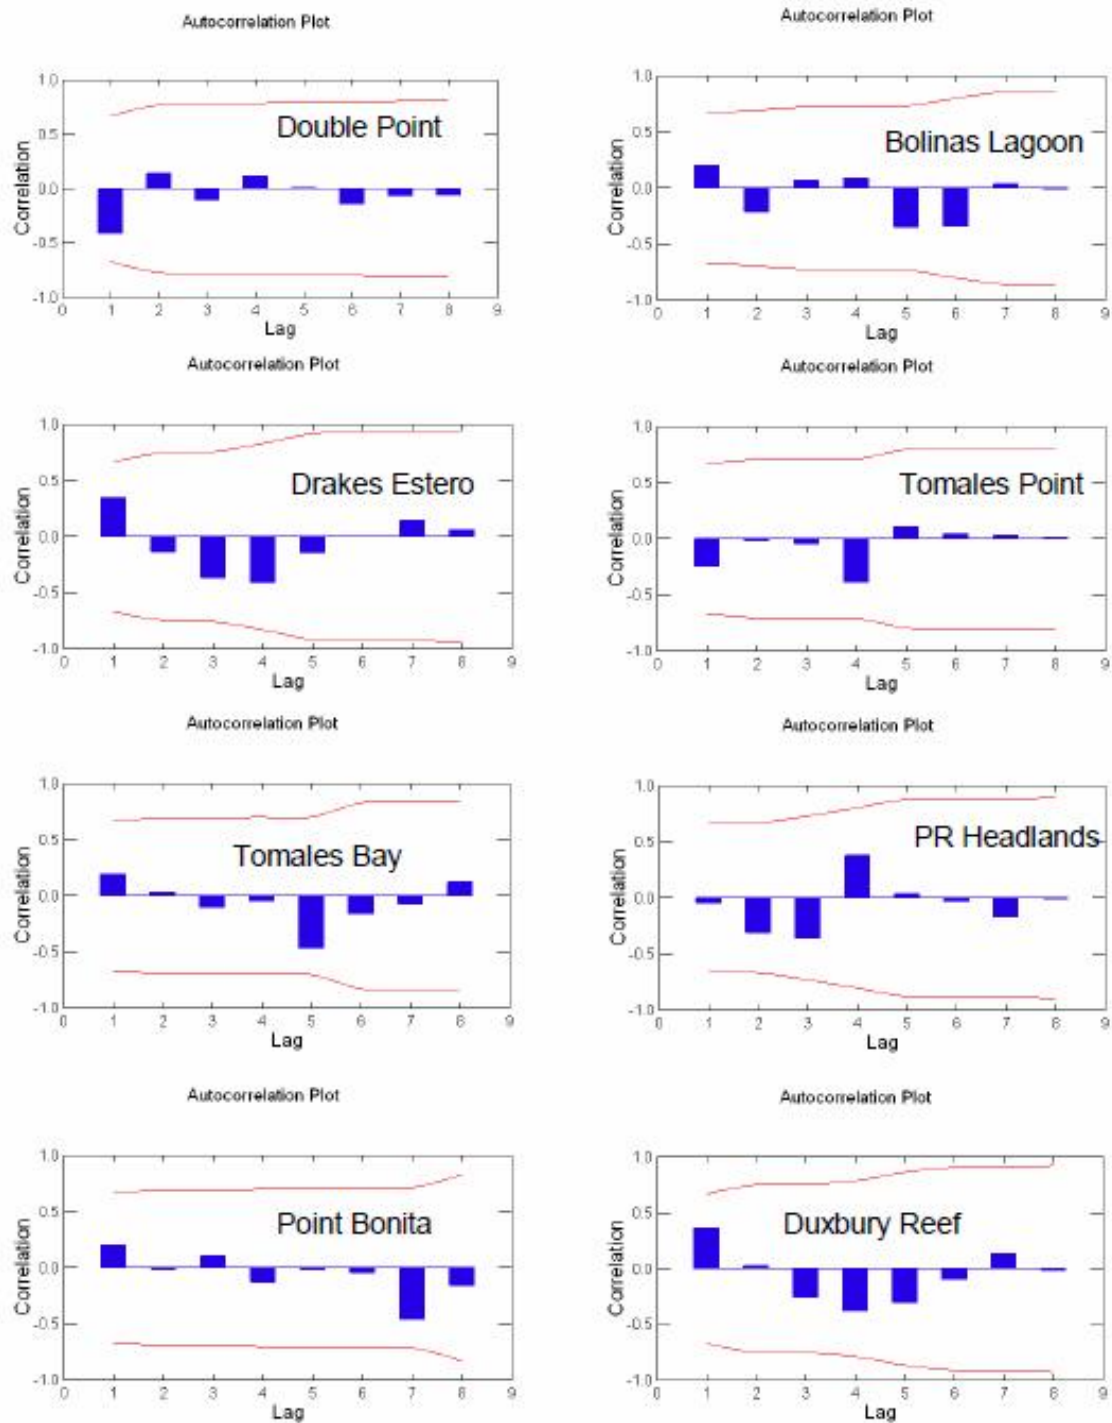 Autocorrelation Plot
1.0
0.5
0.0
-0.5
-1.0
Correlation
Double Point
0 1 2 3 4 5 6 7 8 9
Lag
Autocorrelation Plot
1.0
0.5
0.0
-0.5
-1.0
Correlation
Bolinas Lagoon
0 1 2 3 4 5 6 7 8 9
Lag
Autocorrelation Plot
1.0
0.5
0.0
-0.5
-1.0
Correlation
Drakes Estero
0 1 2 3 4 5 6 7 8 9
Lag
Autocorrelation Plot
1.0
0.5
0.0
-0.5
-1.0
Correlation
Tomales Point
0 1 2 3 4 5 6 7 8 9
Lag
Autocorrelation Plot
1.0
0.5
0.0
-0.5
-1.0
Correlation
Tomales Bay
0 1 2 3 4 5 6 7 8 9
Lag
Autocorrelation Plot
1.0
0.5
0.0
-0.5
-1.0
Correlation
PR Headlands
0 1 2 3 4 5 6 7 8 9
Lag
Autocorrelation Plot
1.0
0.5
0.0
-0.5
-1.0
Correlation
Point Bonita
0 1 2 3 4 5 6 7 8 9
Lag
Autocorrelation Plot
1.0
0.5
0.0
-0.5
-1.0
Correlation
Duxbury Reef
0 1 2 3 4 5 6 7 8 9
Lag